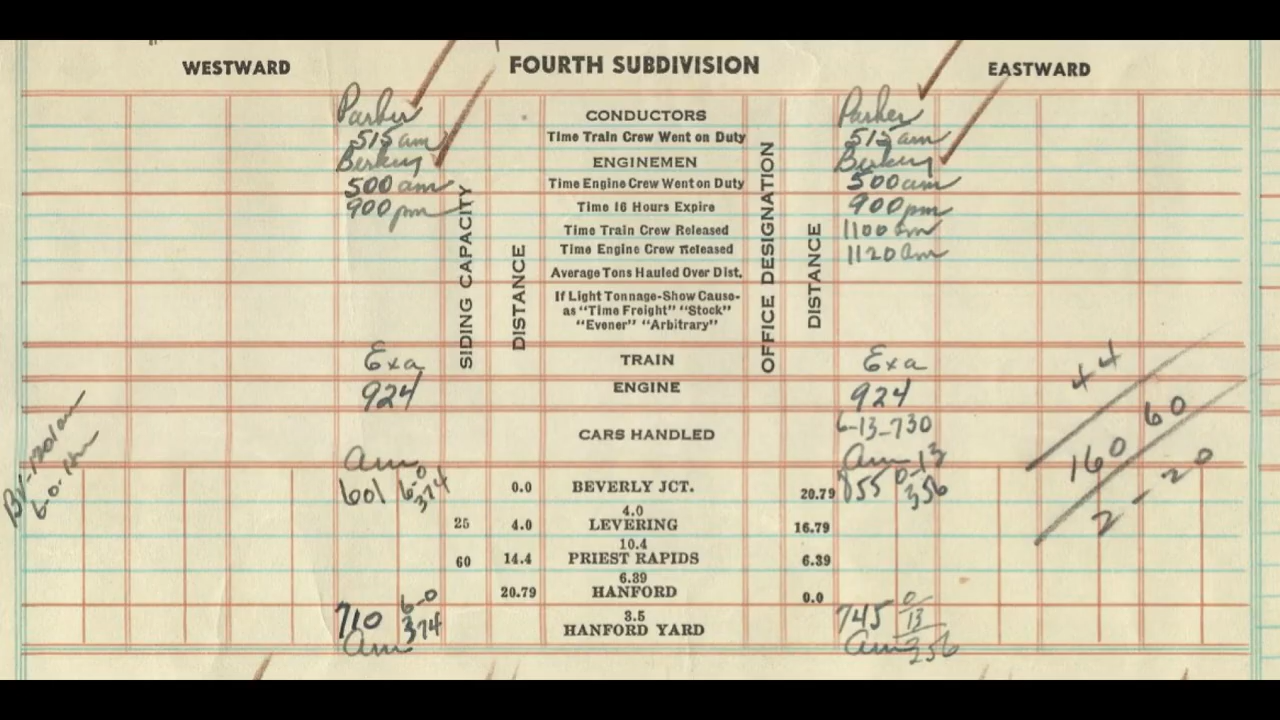 WESTWARD FOURTH SUBDIVISION EASTWARD
Parker CONDUCTORS Parker
515 am Time Train Crew Went on Duty 515 am
ENGINEMEN
500 am Time Engine Crew Went on Duty 500 am
900 pm Time 16 Hours Expire 900 pm
Time Train Crew Released 1100 am
Time Engine Crew Released 1120 am
Average Tons Hauled Over Dist.
If Light Tonnage-Show Cause-
as "Time Freight" "Stock"
"Evener" "Arbitrary"
SIDING CAPACITY
DISTANCE
OFFICE DESIGNATION
DISTANCE
Exa TRAIN Exa
924 ENGINE 924
6-13-730
CARS HANDLED
am am 0-13
601 6-0 374 0.0 BEVERLY JCT. 20.79 855 356
4.0
25 4.0 LEVERING 16.79
10.4
60 14.4 PRIEST RAPIDS 6.39
6.39
20.79 HANFORD 0.0
3.5
710 6-0 374 HANFORD YARD 745 0/13
am am 356
44
60
160
2-20